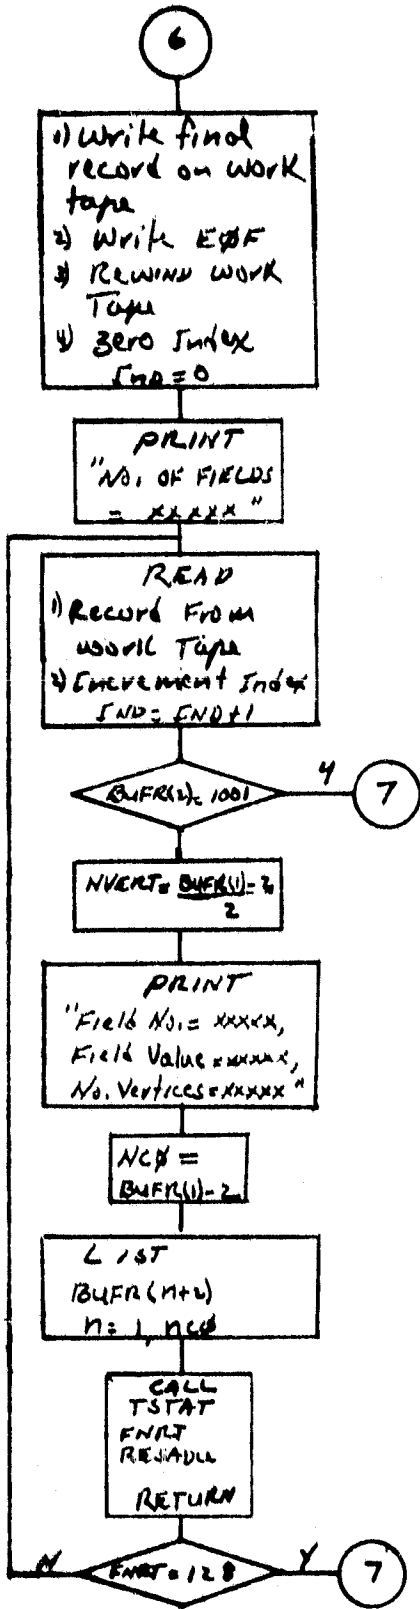 6
1) Write final
record on work
tape
2) Write EØF
3) Rewind work
Tape
4) zero Index
IND = 0
PRINT
"NO. OF FIELDS
= xxxxx"
READ
1) Record From
work Tape
2) Increment Index
IND = IND + 1
BUFR(2) = 1001
Y
7
NVERT = BUFR(1) - 2
2
PRINT
"Field No. = xxxxx,
Field Value = xxxxx,
No. Vertices = xxxxx"
NCØ =
BUFR(1) - 2
LIST
BUFR(n+2)
n = 1, nCØ
CALL
TSTAT
FNRT
RETURN
N
FNRT = 128
Y
7